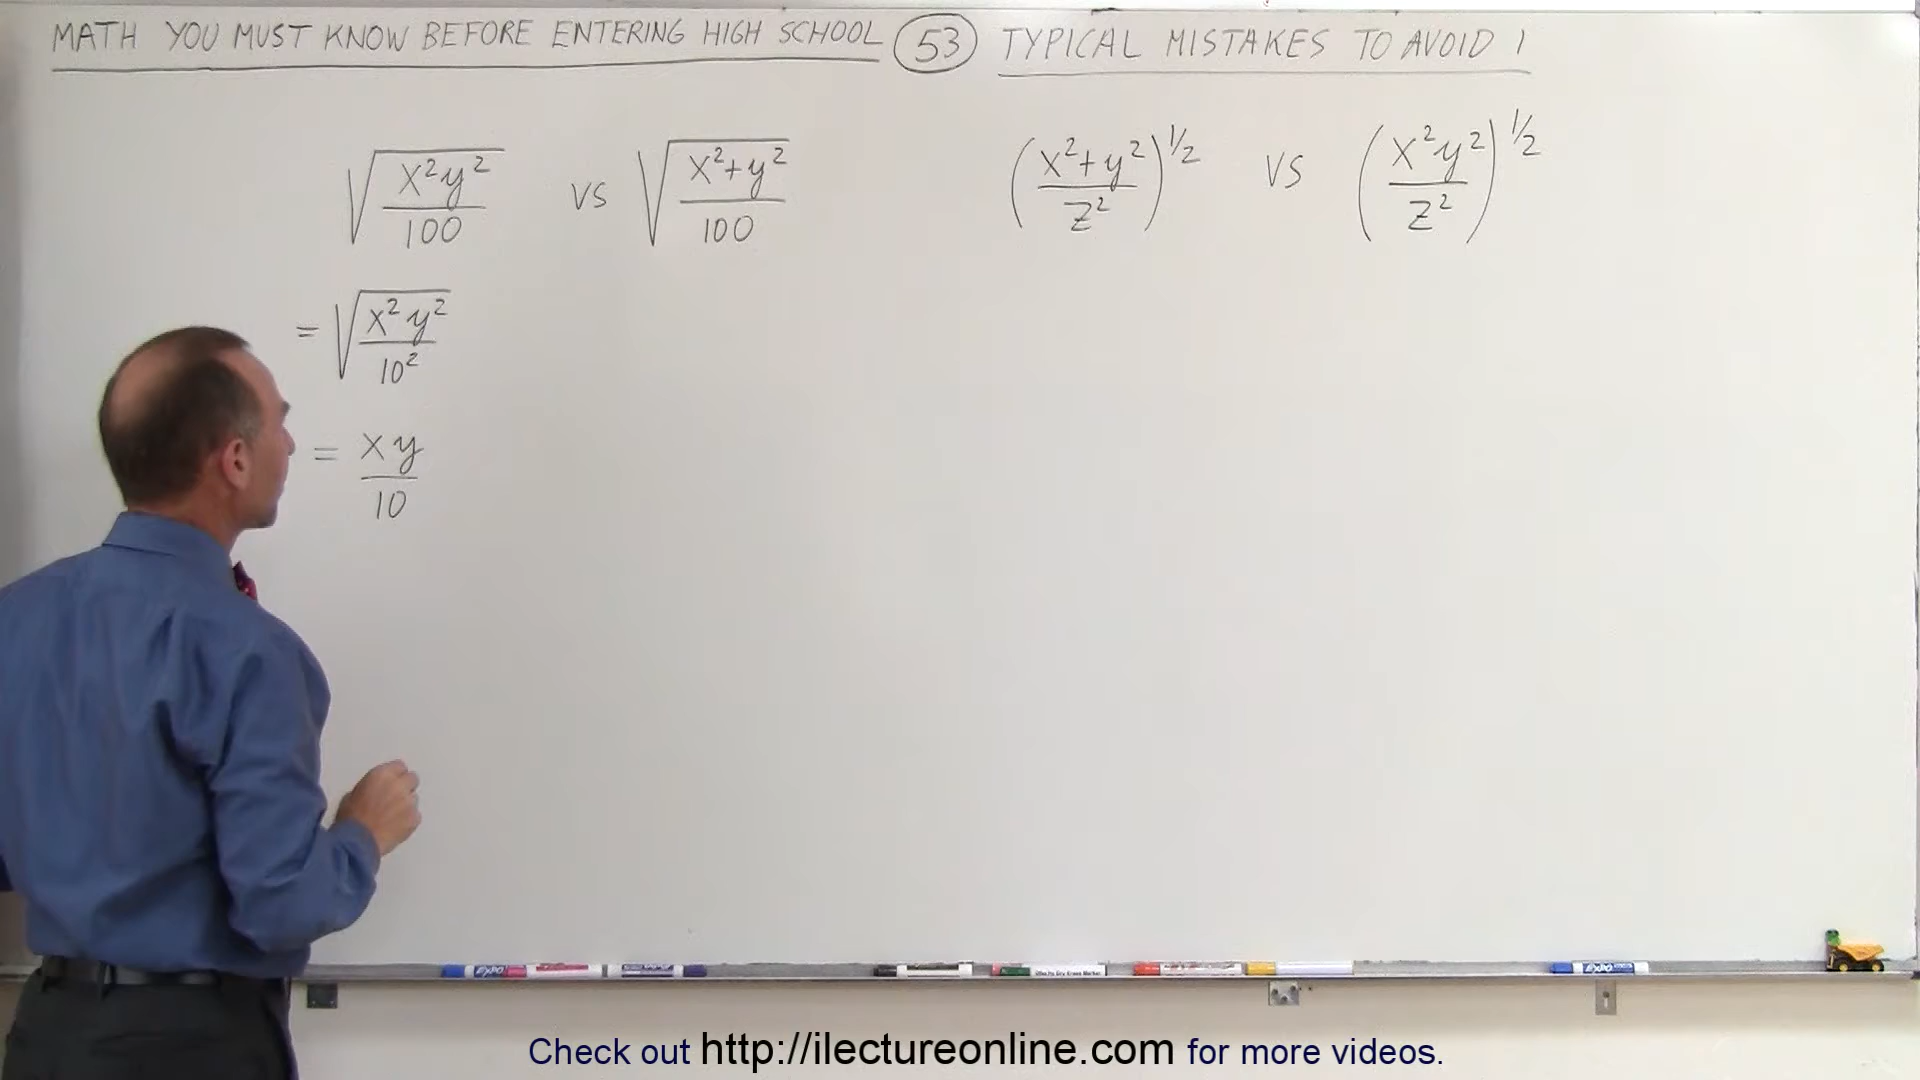 MATH YOU MUST KNOW BEFORE ENTERING HIGH SCHOOL 53 TYPICAL MISTAKES TO AVOID 1
√(x²y²/100) VS √(x²+y²/100) (x²+y²/z²)^1/2 VS (x²y²/z²)^1/2
= √(x²y²/10²)
= xy/10
EXPO EXPO
Check out http://ilectureonline.com for more videos.